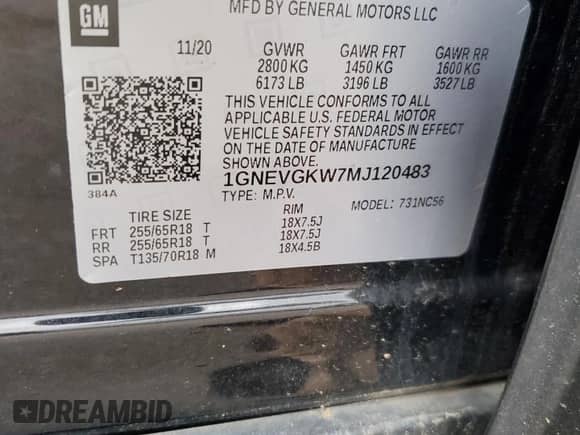 GM
MFD BY GENERAL MOTORS LLC
11/20 GVWR GAWR FRT GAWR RR
2800 KG 1450 KG 1600 KG
6173 LB 3196 LB 3527 LB
THIS VEHICLE CONFORMS TO ALL
APPLICABLE U.S. FEDERAL MOTOR
VEHICLE SAFETY STANDARDS IN EFFECT
ON THE DATE OF MANUFACTURE
SHOWN ABOVE.
384A
1GNEVGKW7MJ120483
TYPE: M.P.V. MODEL: 731NC56
TIRE SIZE RIM
FRT 255/65R18 T 18X7.5J
RR 255/65R18 T 18X7.5J
SPA T135/70R18 M 18X4.5B
DREAMBID